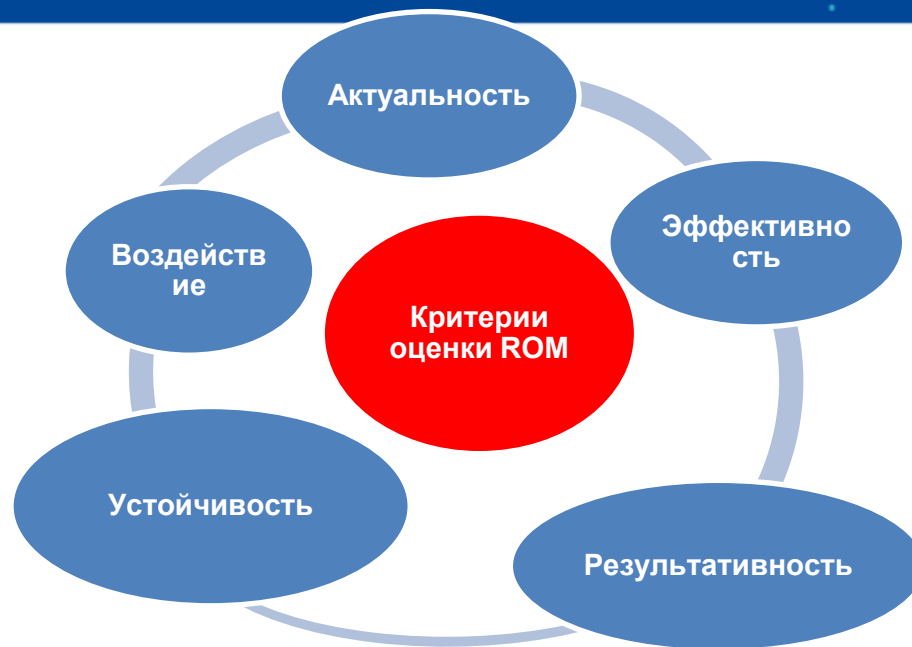 Актуальность
Эффективно
сть
Воздейств
ие
Критерии
оценки ROM
Устойчивость
Результативность